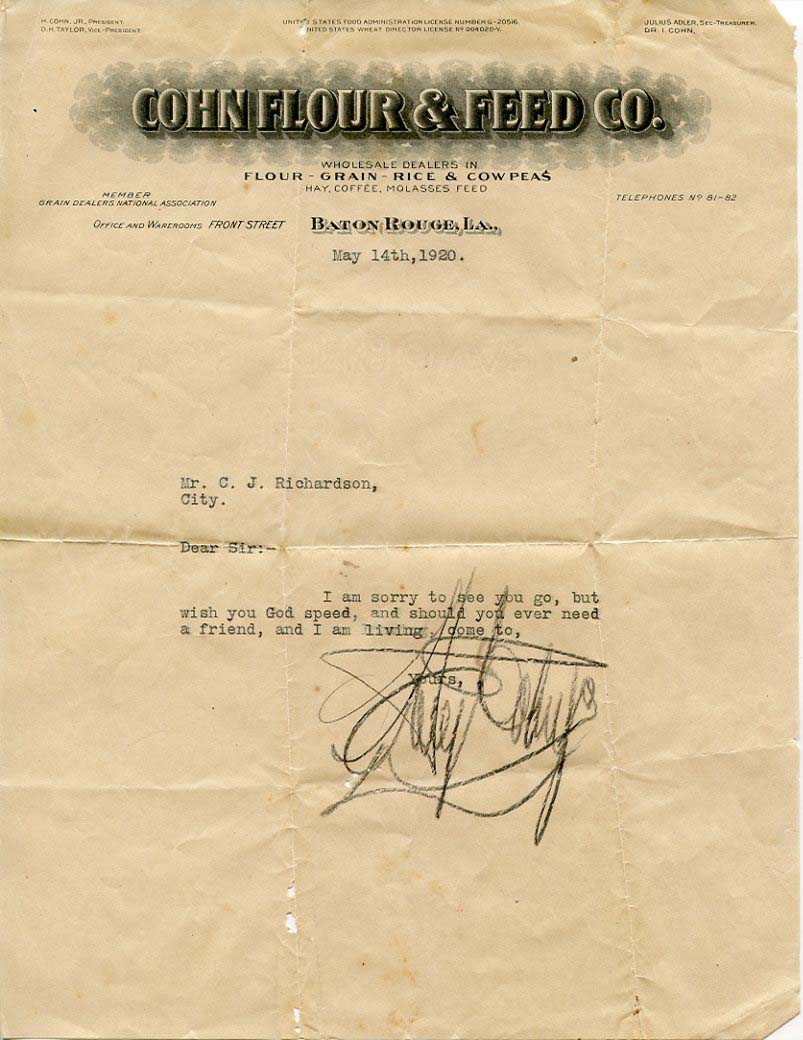 H. COHN, JR., PRESIDENT.
D.H. TAYLOR, VICE-PRESIDENT.
UNITED STATES FOOD ADMINISTRATION LICENSE NUMBER G-20516.
NITED STATES WHEAT DIRECTOR LICENSE Nº 004020-Y.
JULIUS ADLER, SEC-TREASURER.
DR. I. COHN,
COHN FLOUR & FEED CO.
WHOLESALE DEALERS IN
FLOUR - GRAIN - RICE & COWPEAS
HAY, COFFEE, MOLASSES FEED
MEMBER
GRAIN DEALERS NATIONAL ASSOCIATION
TELEPHONES Nº 81-82
OFFICE AND WAREROOMS FRONT STREET
BATON ROUGE, LA.,
May 14th,1920.
Mr. C. J. Richardson,
City.
Dear Sir:-
I am sorry to see you go, but
wish you God speed, and should you ever need
a friend, and I am living, come to,
Yours,